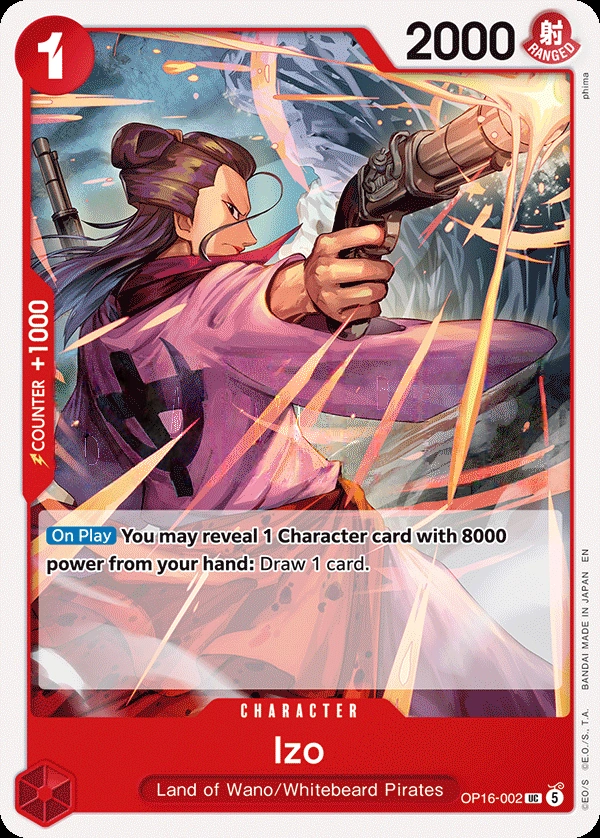 1
2000
射
RANGED
phima
COUNTER +1000
On Play You may reveal 1 Character card with 8000
power from your hand: Draw 1 card.
BANDAI MADE IN JAPAN EN
©E.O./S., T.A.
©EO/S
CHARACTER
Izo
Land of Wano/Whitebeard Pirates
OP16-002 UC 5